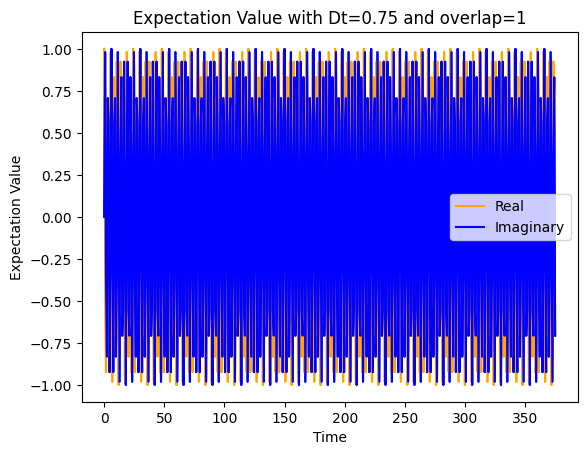 Expectation Value with Dt=0.75 and overlap=1
Expectation Value
1.00
0.75
0.50
0.25
0.00
−0.25
−0.50
−0.75
−1.00
Real
Imaginary
0 50 100 150 200 250 300 350
Time